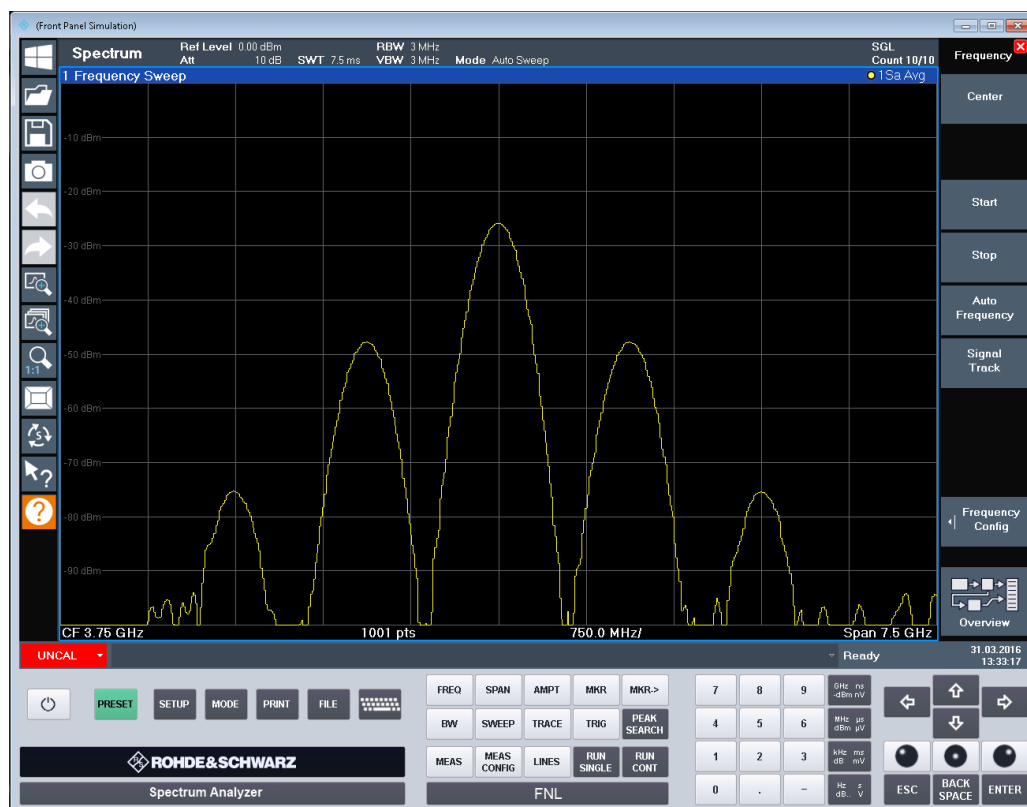 (Front Panel Simulation)
Spectrum
Ref Level 0.00 dBm
RBW 3 MHz
SGL
Att 10 dB SWT 7.5 ms VBW 3 MHz Mode Auto Sweep
Count 10/10
1 Frequency Sweep
1Sa Avg
-10 dBm
-20 dBm
-30 dBm
-40 dBm
-50 dBm
-60 dBm
-70 dBm
-80 dBm
-90 dBm
CF 3.75 GHz
1001 pts
750.0 MHz/
Span 7.5 GHz
1:1
S
?
?
Frequency
Center
Start
Stop
Auto
Frequency
Signal
Track
Frequency
Config
Overview
UNCAL
Ready
31.03.2016
13:33:17
PRESET
SETUP
MODE
PRINT
FILE
FREQ
SPAN
AMPT
MKR
MKR->
BW
SWEEP
TRACE
TRIG
PEAK
SEARCH
MEAS
MEAS
CONFIG
LINES
RUN
SINGLE
RUN
CONT
7
8
9
GHz ns
-dBm nV
4
5
6
MHz µs
dBm µV
1
2
3
kHz ms
dB mV
0
.
-
Hz s
dB.. V
ESC
BACK
SPACE
ENTER
ROHDE&SCHWARZ
Spectrum Analyzer
FNL